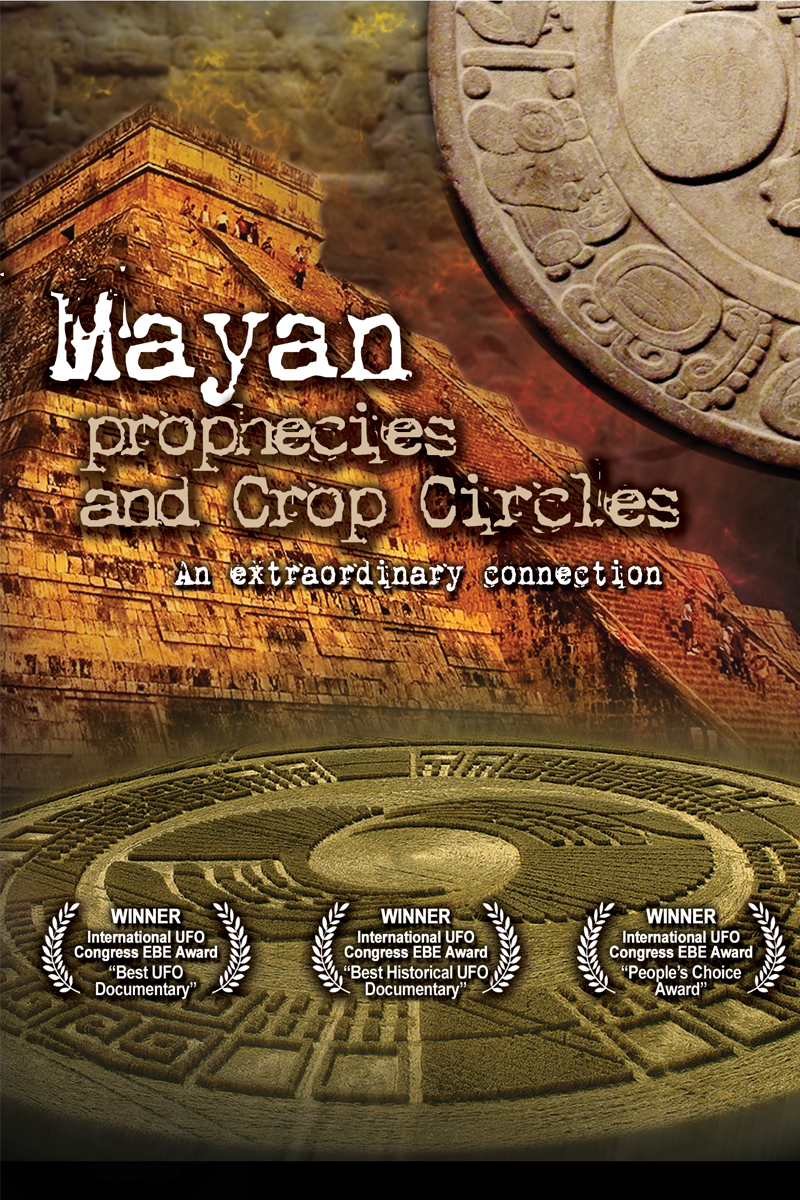 Mayan
prophecies
and Crop Circles
An extraordinary connection
WINNER
International UFO
Congress EBE Award
“Best UFO
Documentary”
WINNER
International UFO
Congress EBE Award
“Best Historical UFO
Documentary”
WINNER
International UFO
Congress EBE Award
“People’s Choice
Award”